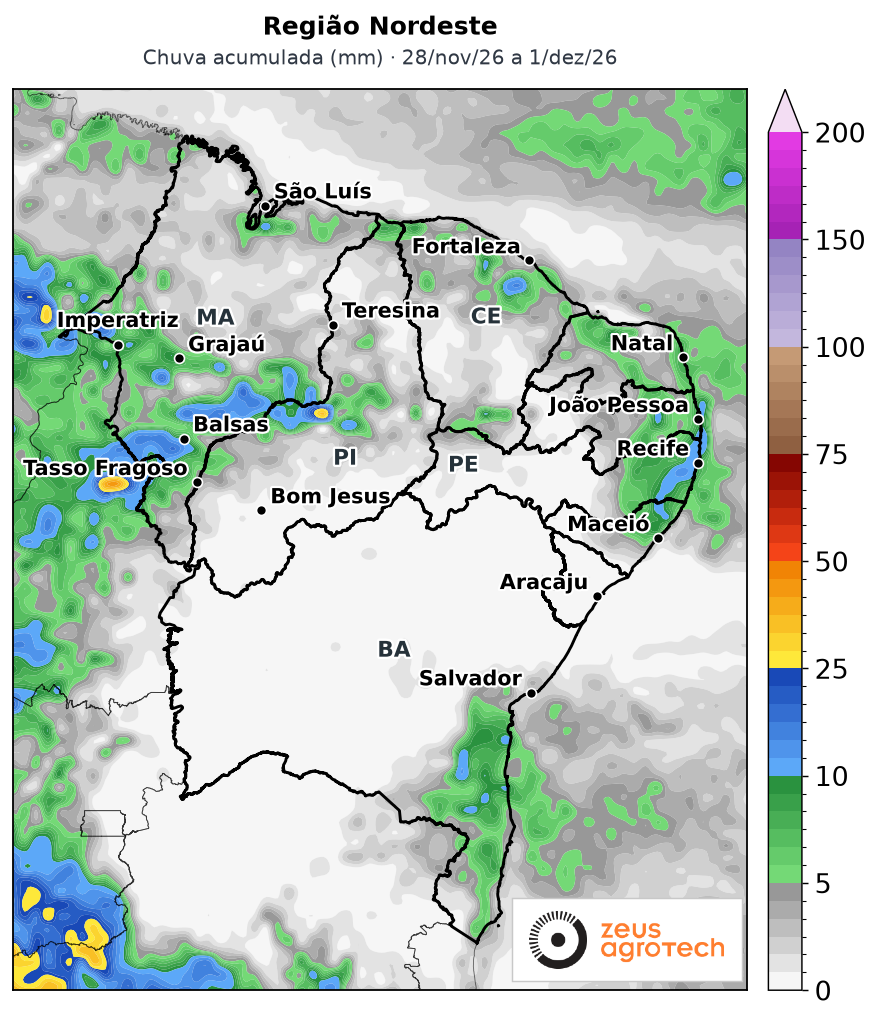 Região Nordeste
Chuva acumulada (mm) · 28/nov/26 a 1/dez/26
São Luís
Fortaleza
Teresina
Imperatriz
MA
CE
Grajaú
Natal
João Pessoa
Balsas
Recife
PI
PE
Tasso Fragoso
Bom Jesus
Maceió
Aracaju
BA
Salvador
200
150
100
75
50
25
10
5
0
zeus
agrotech